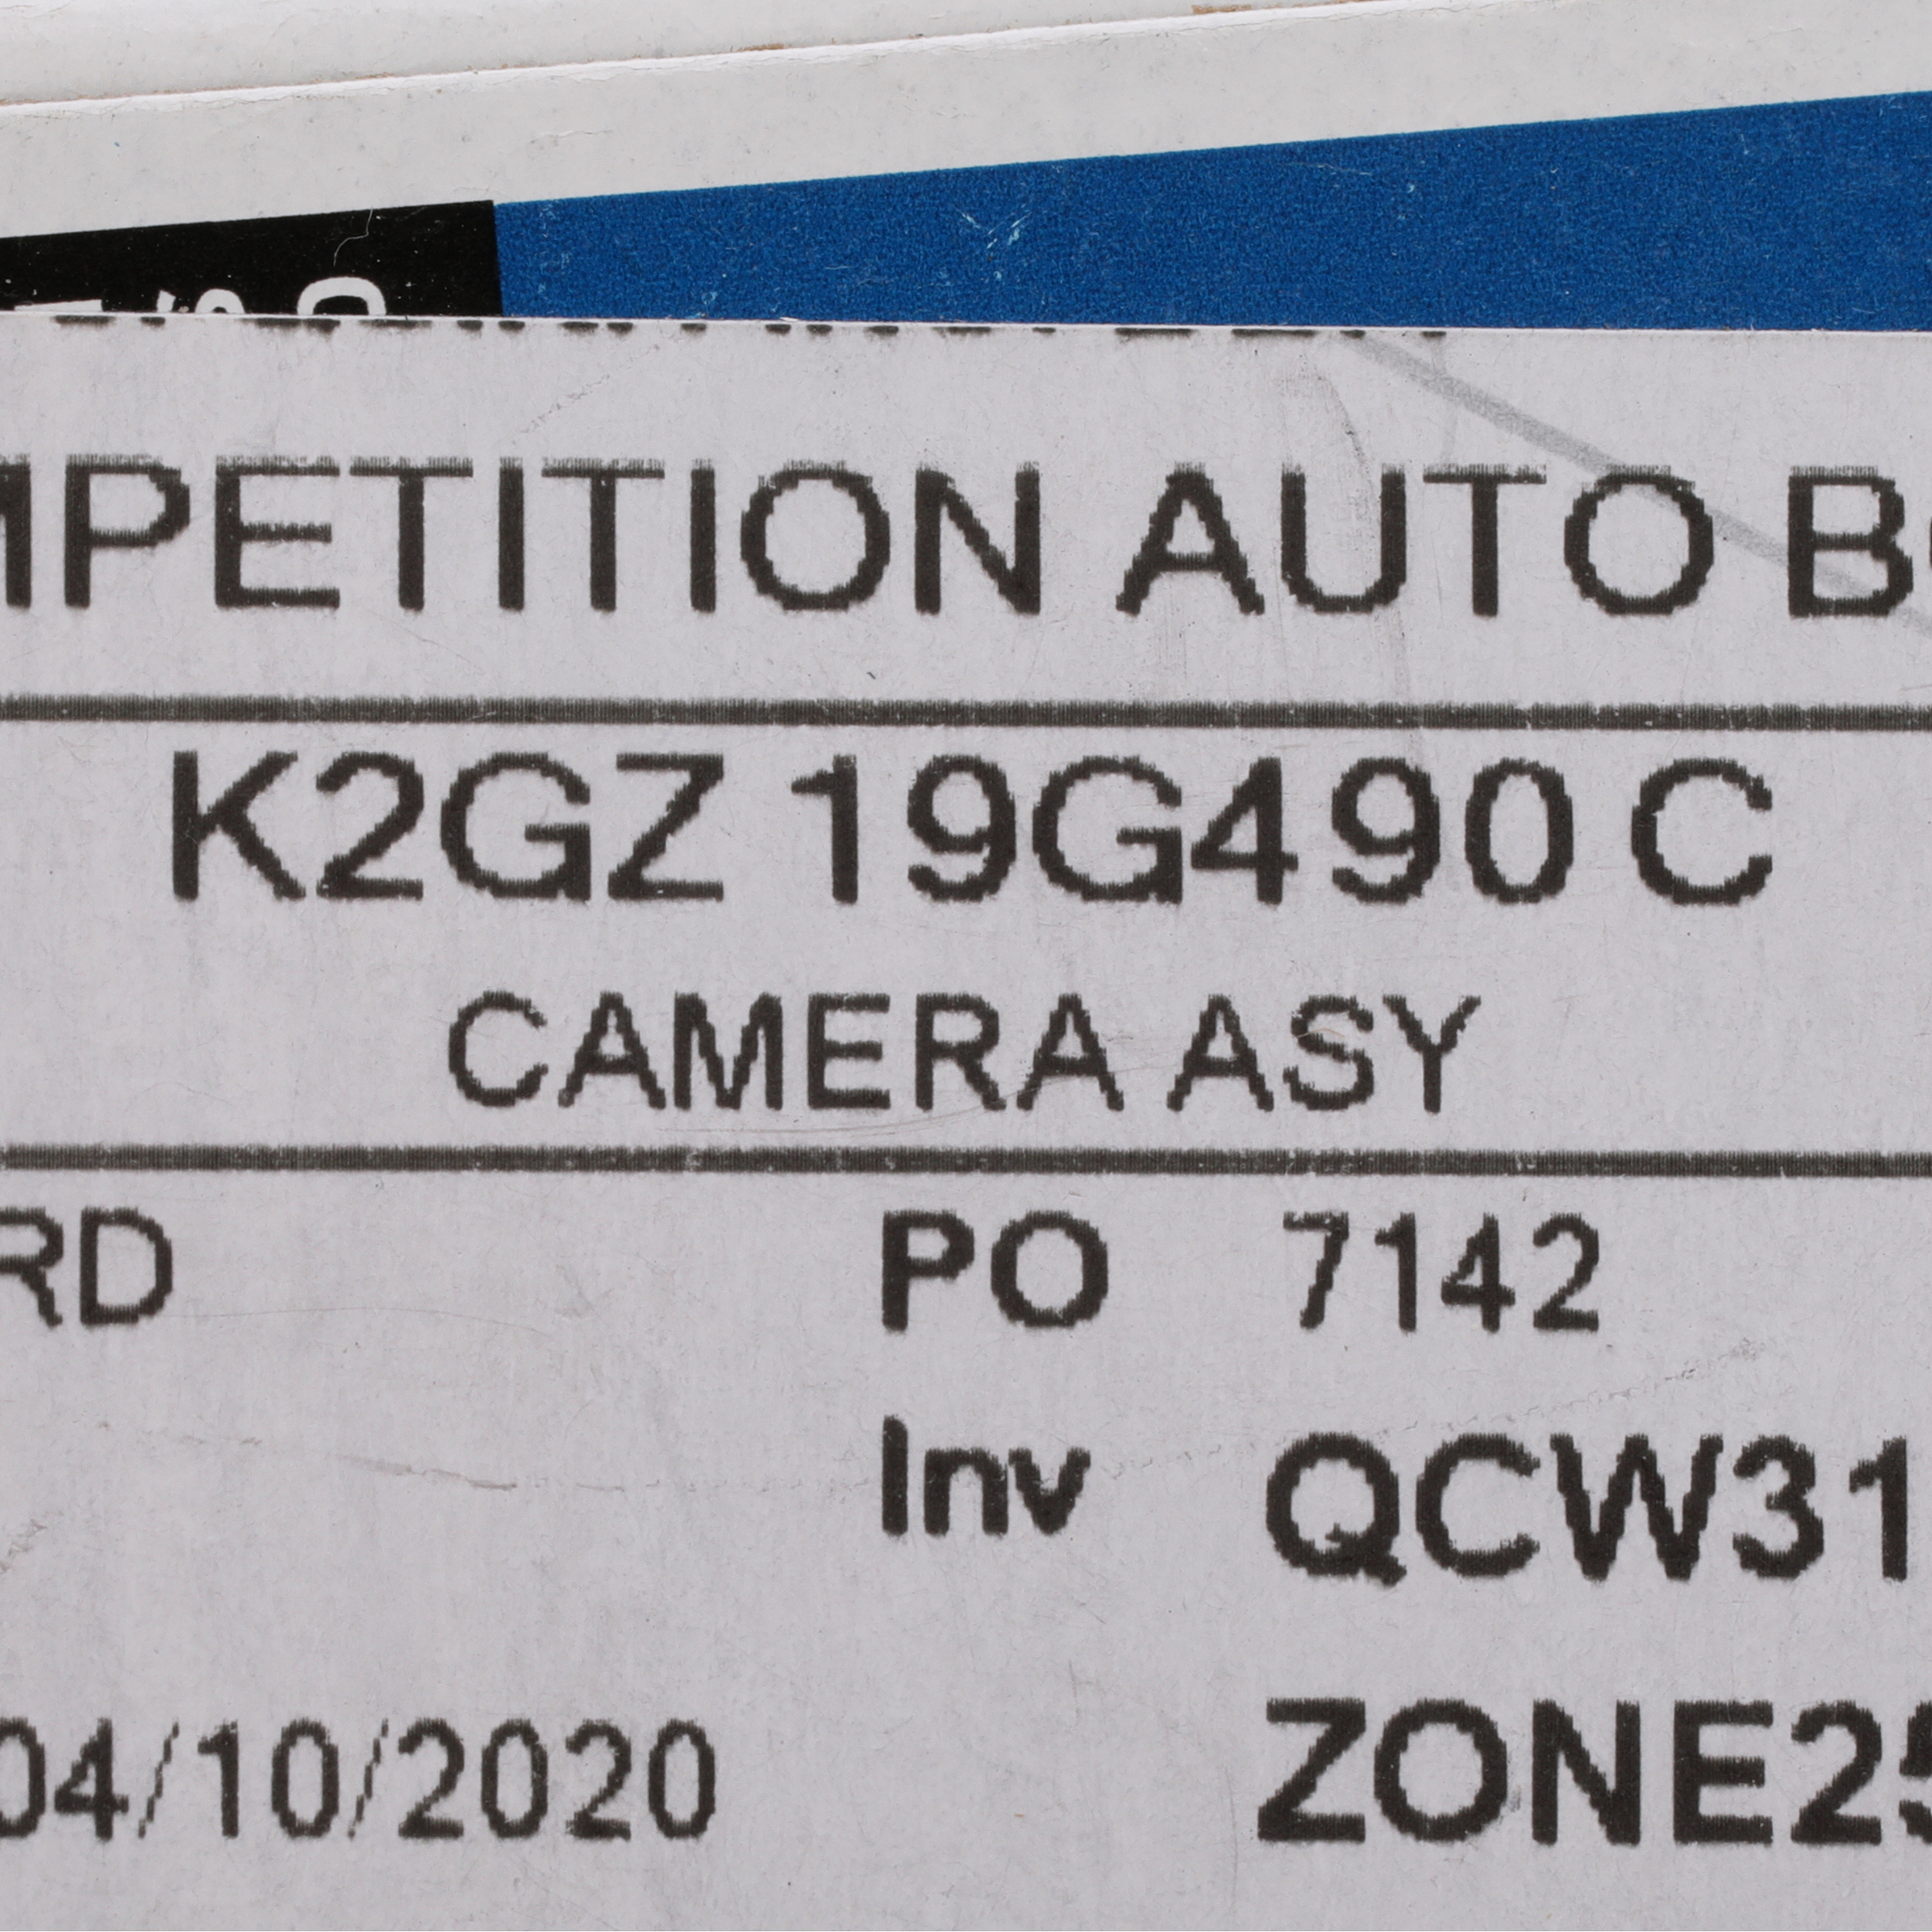 MPETITION AUTO B
K2GZ 19G490 C
CAMERA ASY
RD PO 7142
Inv QCW31
04/10/2020 ZONE25